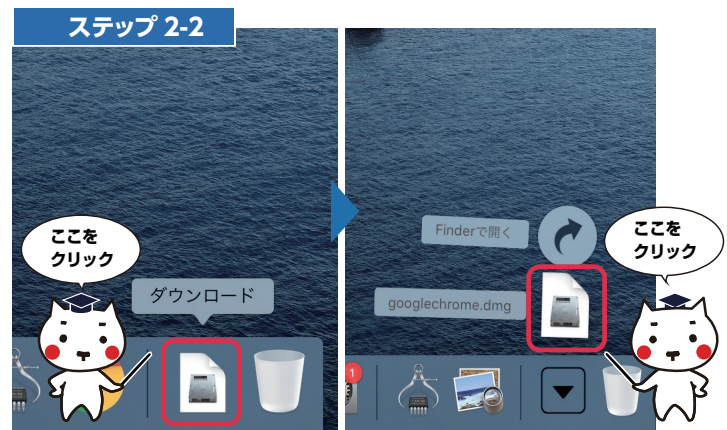 ステップ 2-2
ここを
クリック
ダウンロード
Finderで開く
googlechrome.dmg
ここを
クリック
1